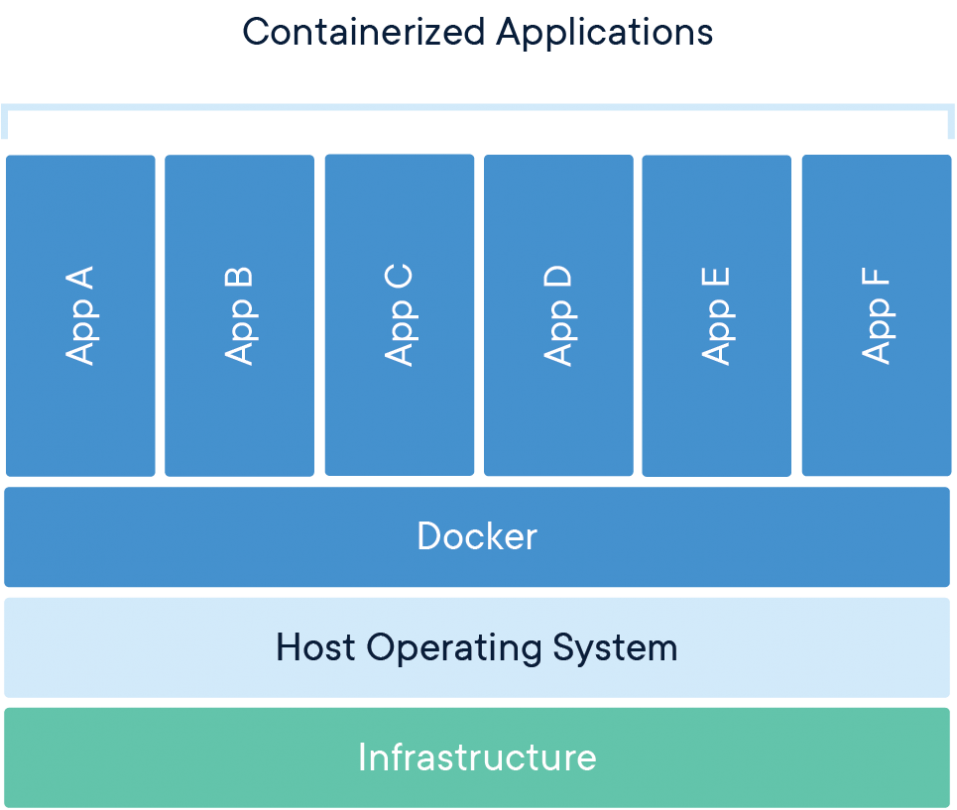 Containerized Applications
App A
App B
App C
App D
App E
App F
Docker
Host Operating System
Infrastructure